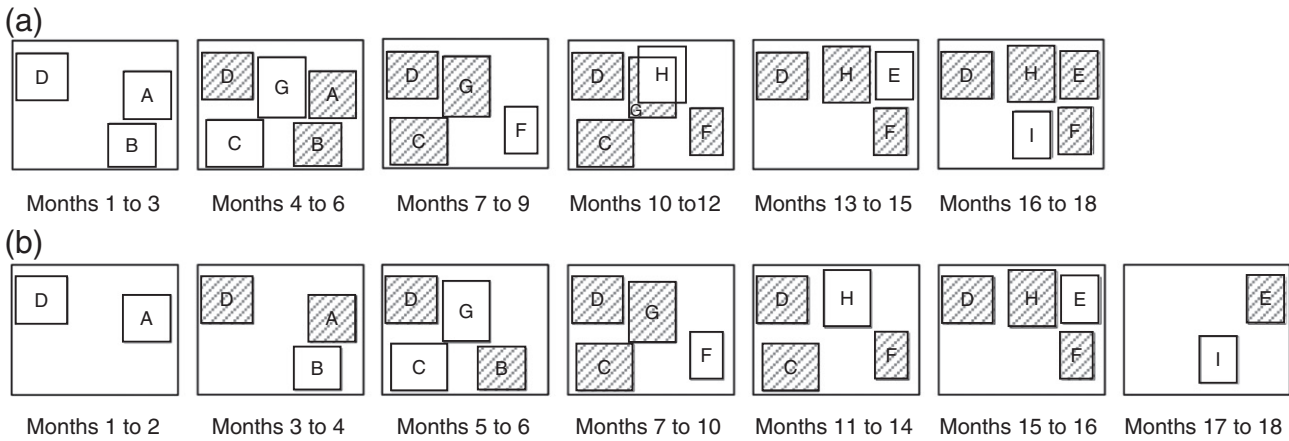 (a)
D A B
D G A C B
D G C F
D H G C F
D H E F
D H E I F
Months 1 to 3 Months 4 to 6 Months 7 to 9 Months 10 to12 Months 13 to 15 Months 16 to 18
(b)
D A
D A B
D G C B
D G C F
D H C F
D H E F
E I
Months 1 to 2 Months 3 to 4 Months 5 to 6 Months 7 to 10 Months 11 to 14 Months 15 to 16 Months 17 to 18